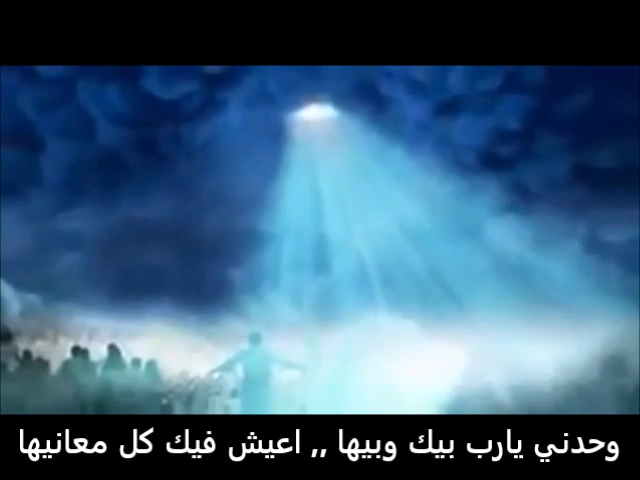 وحدني يارب بيك وبيها ,, اعيش فيك كل معانيها